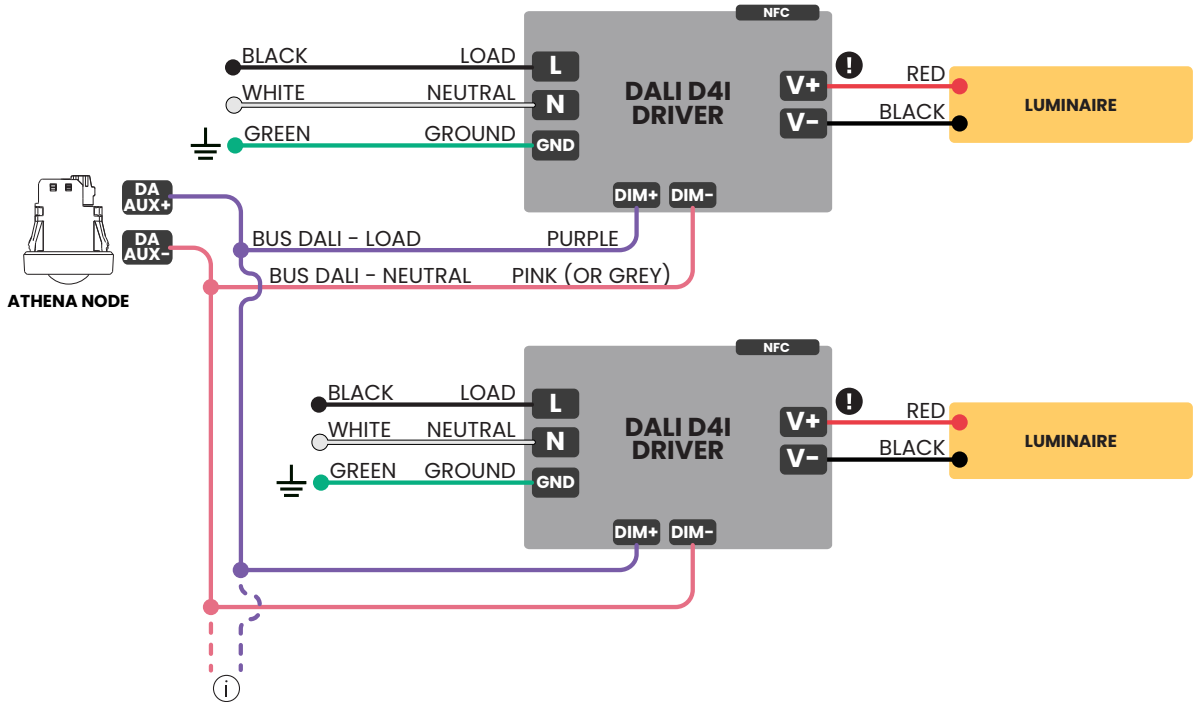 NFC
BLACK LOAD L
WHITE NEUTRAL N
GREEN GROUND GND
DALI D4I
DRIVER
V+ ! RED
V- BLACK
LUMINAIRE
DIM+ DIM-
DA
AUX+
DA
AUX-
ATHENA NODE
BUS DALI - LOAD PURPLE
BUS DALI - NEUTRAL PINK (OR GREY)
NFC
BLACK LOAD L
WHITE NEUTRAL N
GREEN GROUND GND
DALI D4I
DRIVER
V+ ! RED
V- BLACK
LUMINAIRE
DIM+ DIM-
i